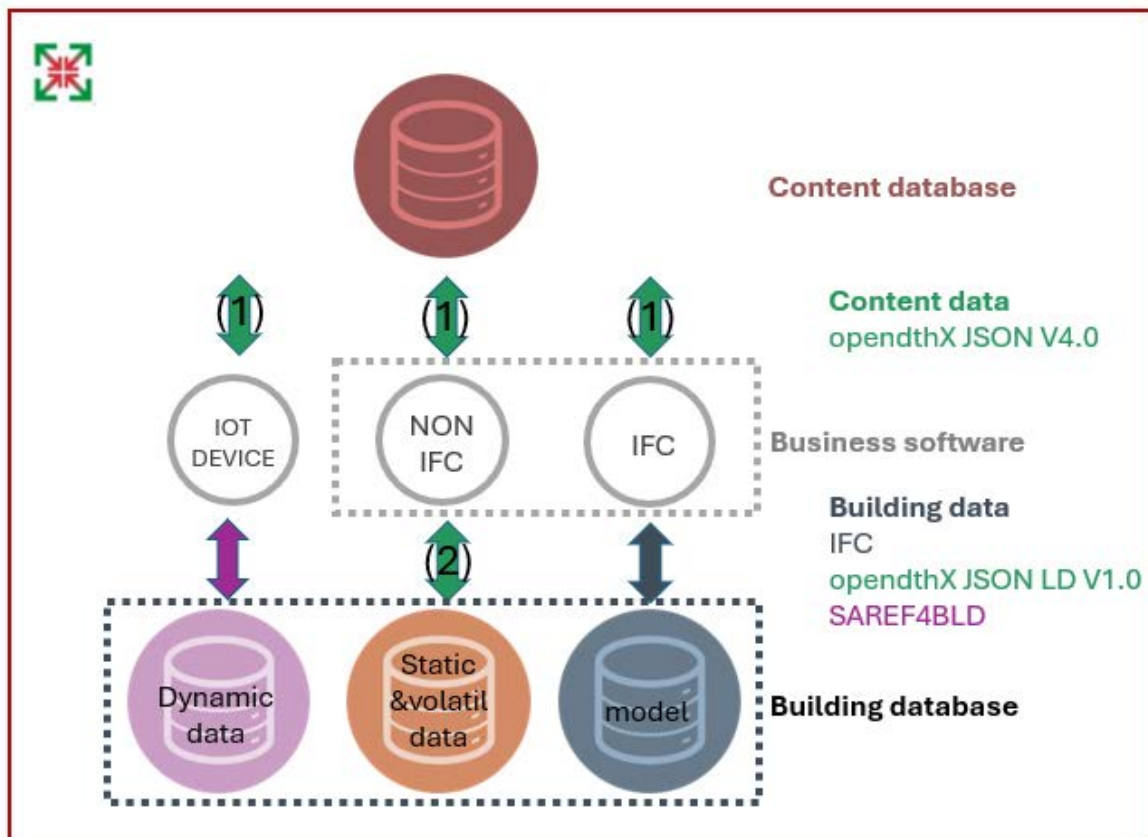 Content database
(1)
(1)
(1)
Content data
opendthX JSON V4.0
IOT
DEVICE
NON
IFC
IFC
Business software
Building data
IFC
opendthX JSON LD V1.0
SAREF4BLD
(2)
Dynamic
data
Static
&volatil
data
model
Building database